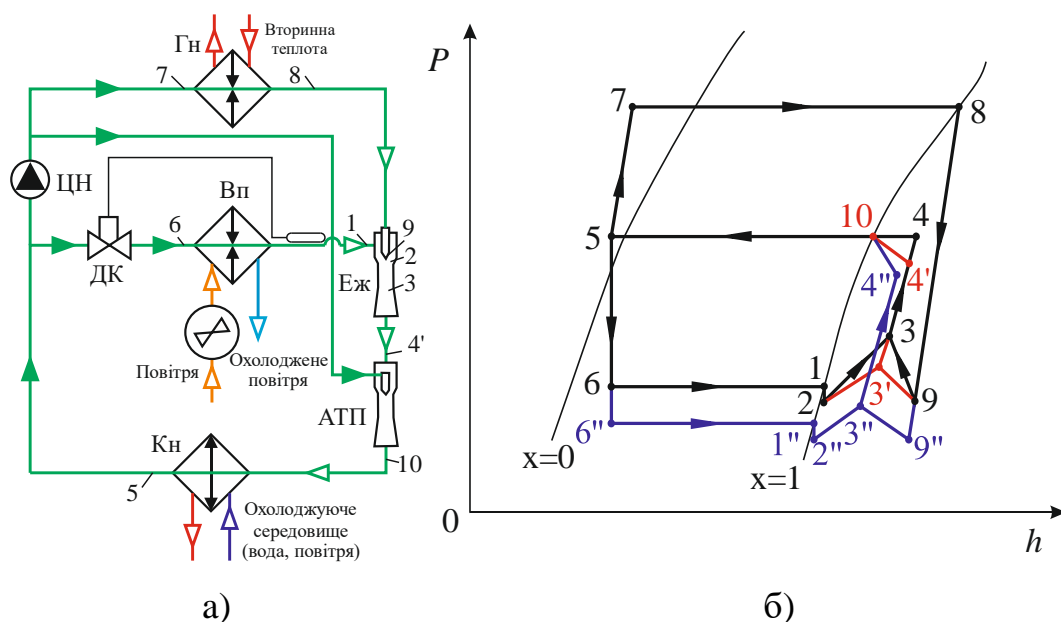 Гн
Вторинна
теплота
7
8
ЦН
Вп
6
1
9
2
3
ДК
Еж
Повітря
Охолоджене
повітря
4'
АТП
Кн
5
10
Охолоджуюче
середовище
(вода, повітря)
а)
P
7
8
5
10
4
4'
4"
3
6
1
2
3'
9
6"
1"
2"
3"
9"
x=0
x=1
0
h
б)